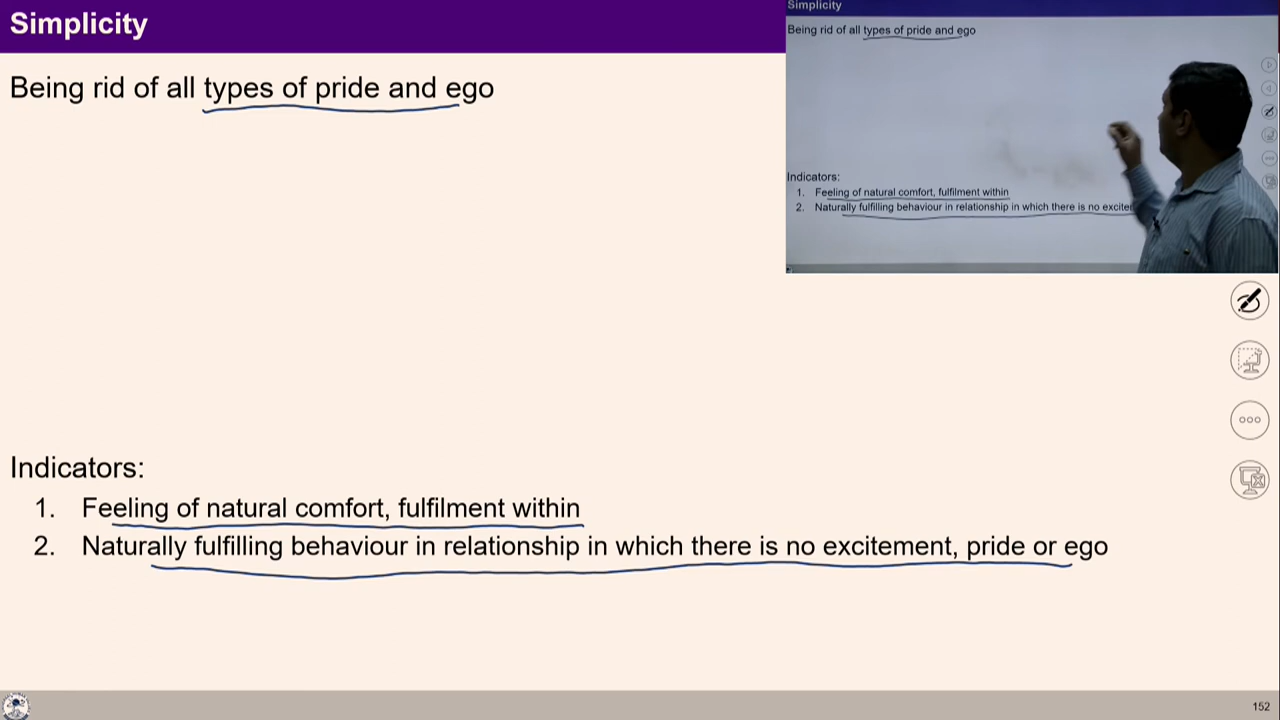 Simplicity
Being rid of all types of pride and ego
Indicators:
1. Feeling of natural comfort, fulfilment within
2. Naturally fulfilling behaviour in relationship in which there is no excitement, pride or ego
152
Simplicity
Being rid of all types of pride and ego
Indicators:
1. Feeling of natural comfort, fulfilment within
2. Naturally fulfilling behaviour in relationship in which there is no excite